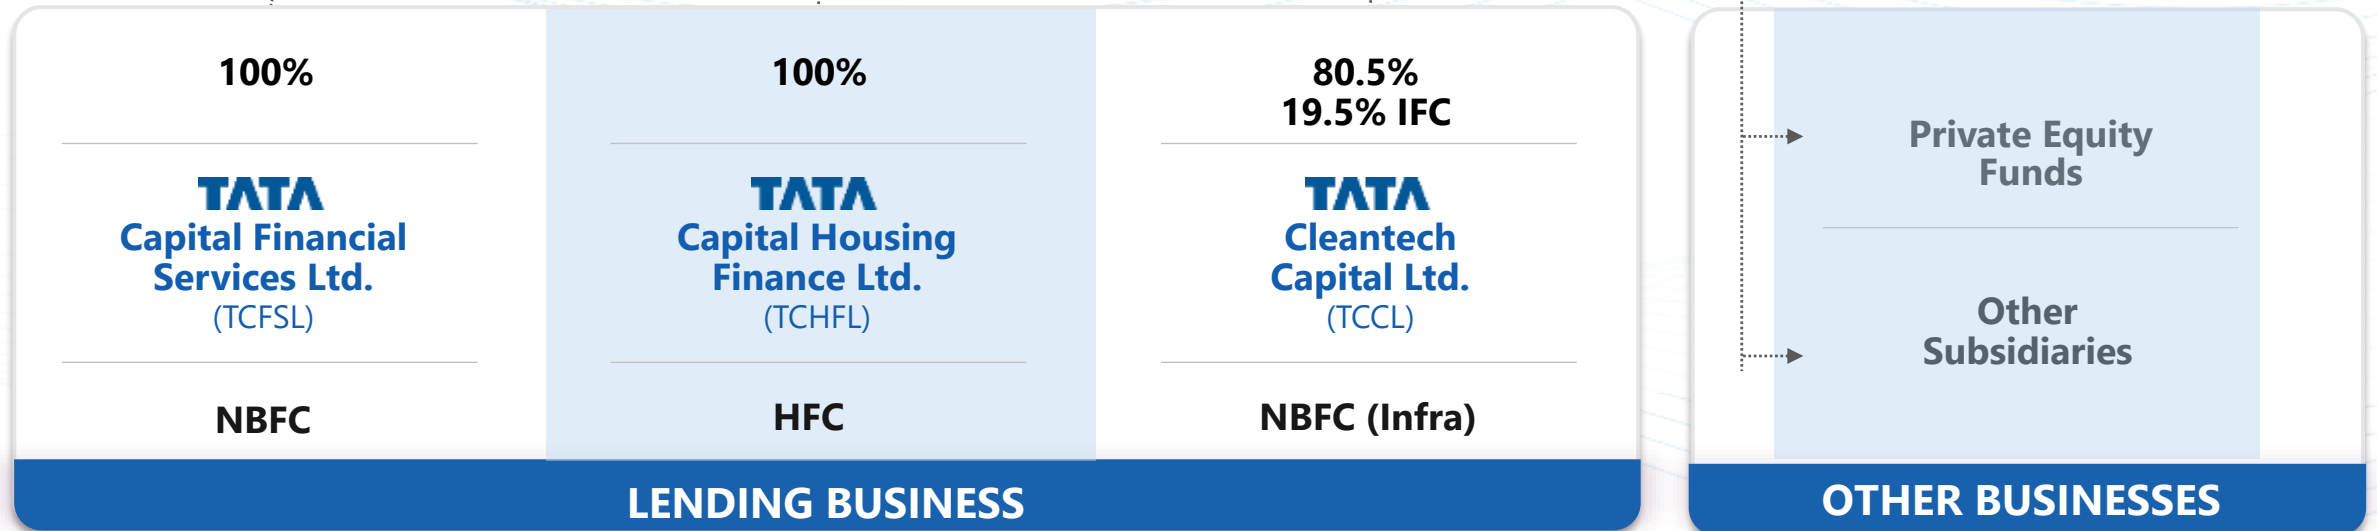 100%
TATA
Capital Financial
Services Ltd.
(TCFSL)
NBFC
100%
TATA
Capital Housing
Finance Ltd.
(TCHFL)
HFC
80.5%
19.5% IFC
TATA
Cleantech
Capital Ltd.
(TCCL)
NBFC (Infra)
LENDING BUSINESS
Private Equity
Funds
Other
Subsidiaries
OTHER BUSINESSES